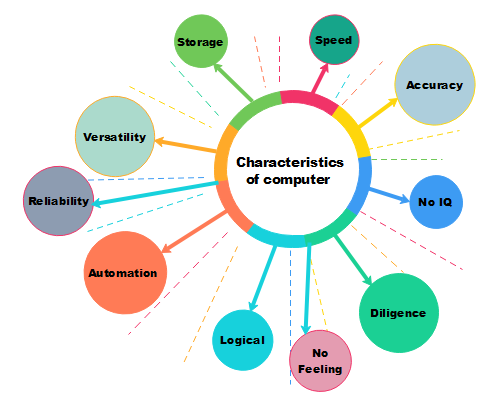 Storage
Speed
Accuracy
Versatility
Characteristics
of computer
Reliability
No IQ
Automation
Diligence
Logical
No
Feeling